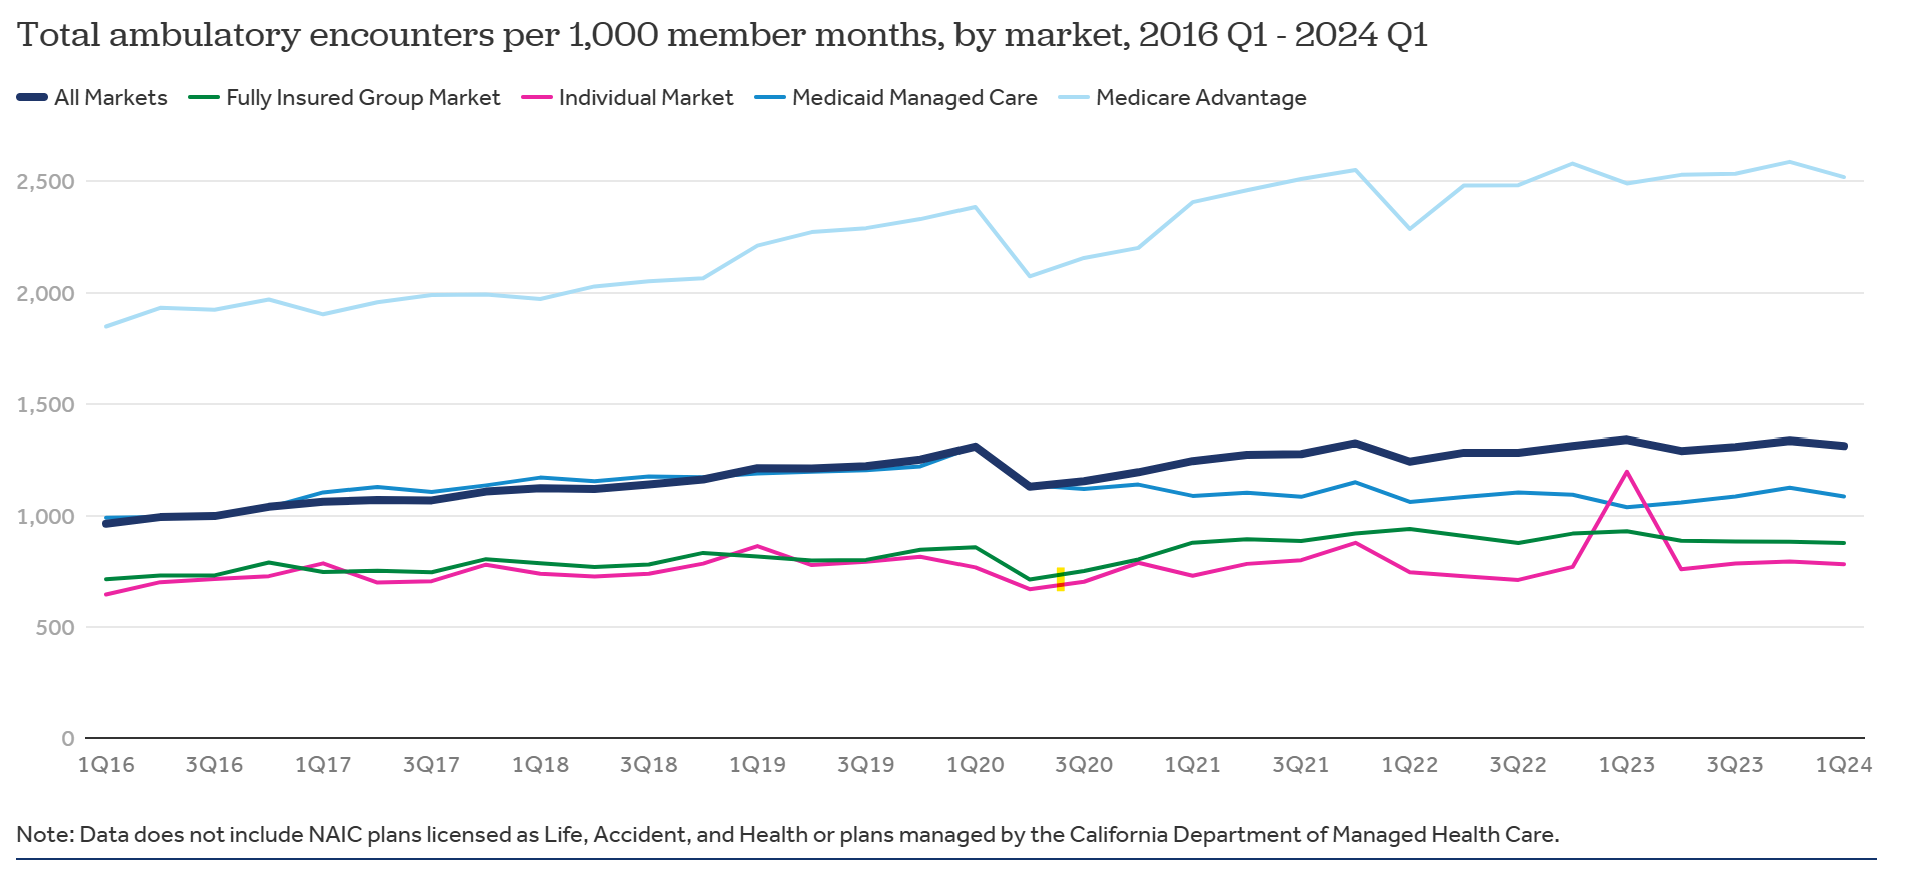 Total ambulatory encounters per 1,000 member months, by market, 2016 Q1 - 2024 Q1
All Markets Fully Insured Group Market Individual Market Medicaid Managed Care Medicare Advantage
2,500
2,000
1,500
1,000
500
0
1Q16 3Q16 1Q17 3Q17 1Q18 3Q18 1Q19 3Q19 1Q20 3Q20 1Q21 3Q21 1Q22 3Q22 1Q23 3Q23 1Q24
Note: Data does not include NAIC plans licensed as Life, Accident, and Health or plans managed by the California Department of Managed Health Care.